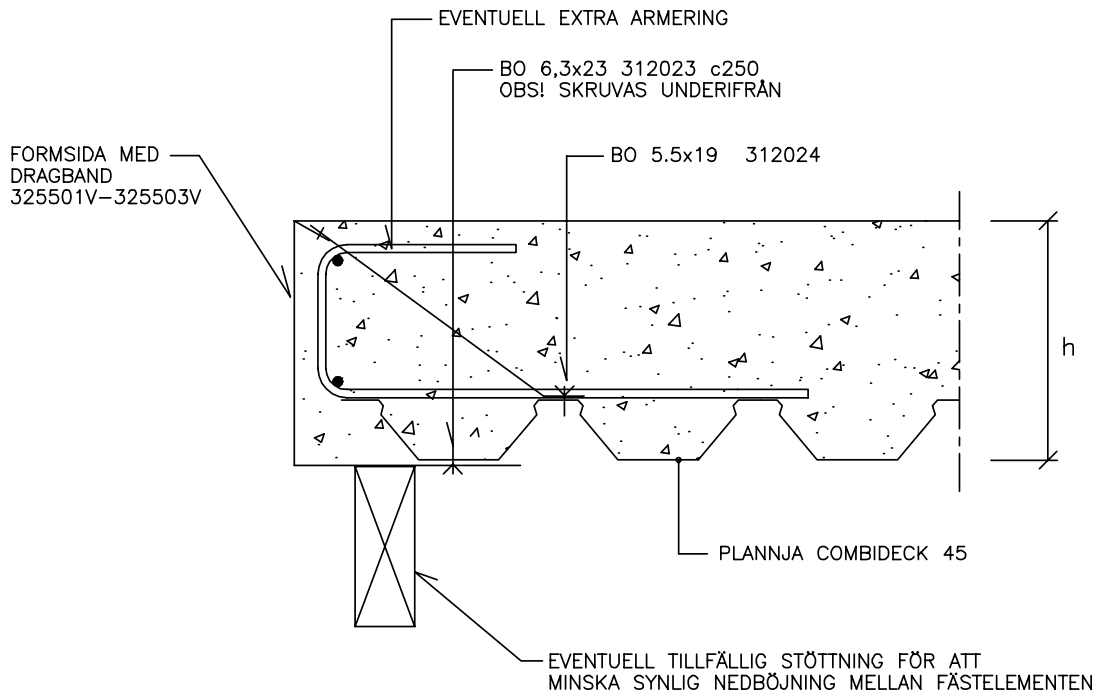 EVENTUELL EXTRA ARMERING
BO 6,3x23 312023 c250
OBS! SKRUVAS UNDERIFRÅN
FORMSIDA MED
DRAGBAND
325501V-325503V
BO 5.5x19 312024
h
PLANNJA COMBIDECK 45
EVENTUELL TILLFÄLLIG STÖTTNING FÖR ATT
MINSKA SYNLIG NEDBÖJNING MELLAN FÄSTELEMENTEN